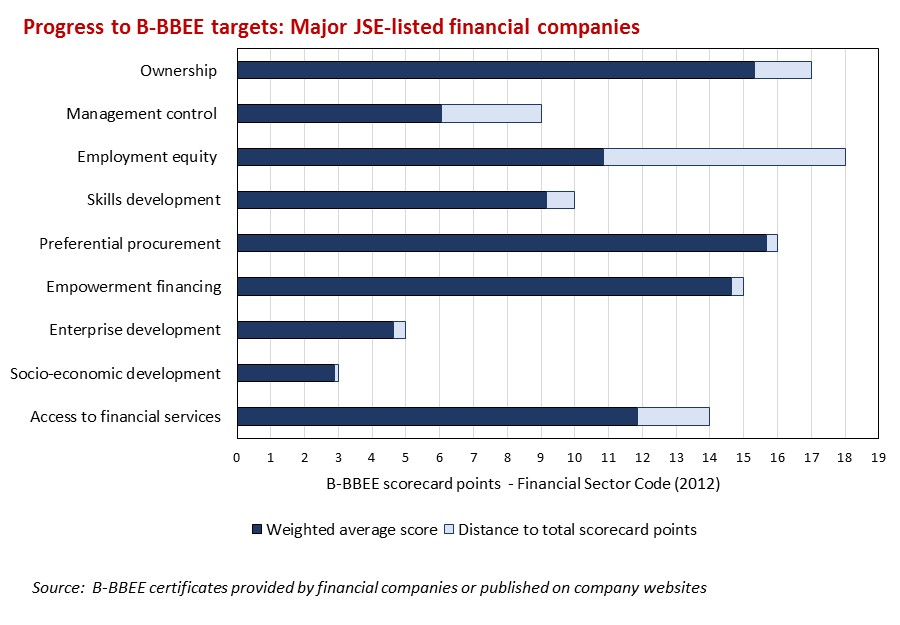 Progress to B-BBEE targets: Major JSE-listed financial companies
Ownership
Management control
Employment equity
Skills development
Preferential procurement
Empowerment financing
Enterprise development
Socio-economic development
Access to financial services
0 1 2 3 4 5 6 7 8 9 10 11 12 13 14 15 16 17 18 19
B-BBEE scorecard points - Financial Sector Code (2012)
Weighted average score Distance to total scorecard points
Source: B-BBEE certificates provided by financial companies or published on company websites